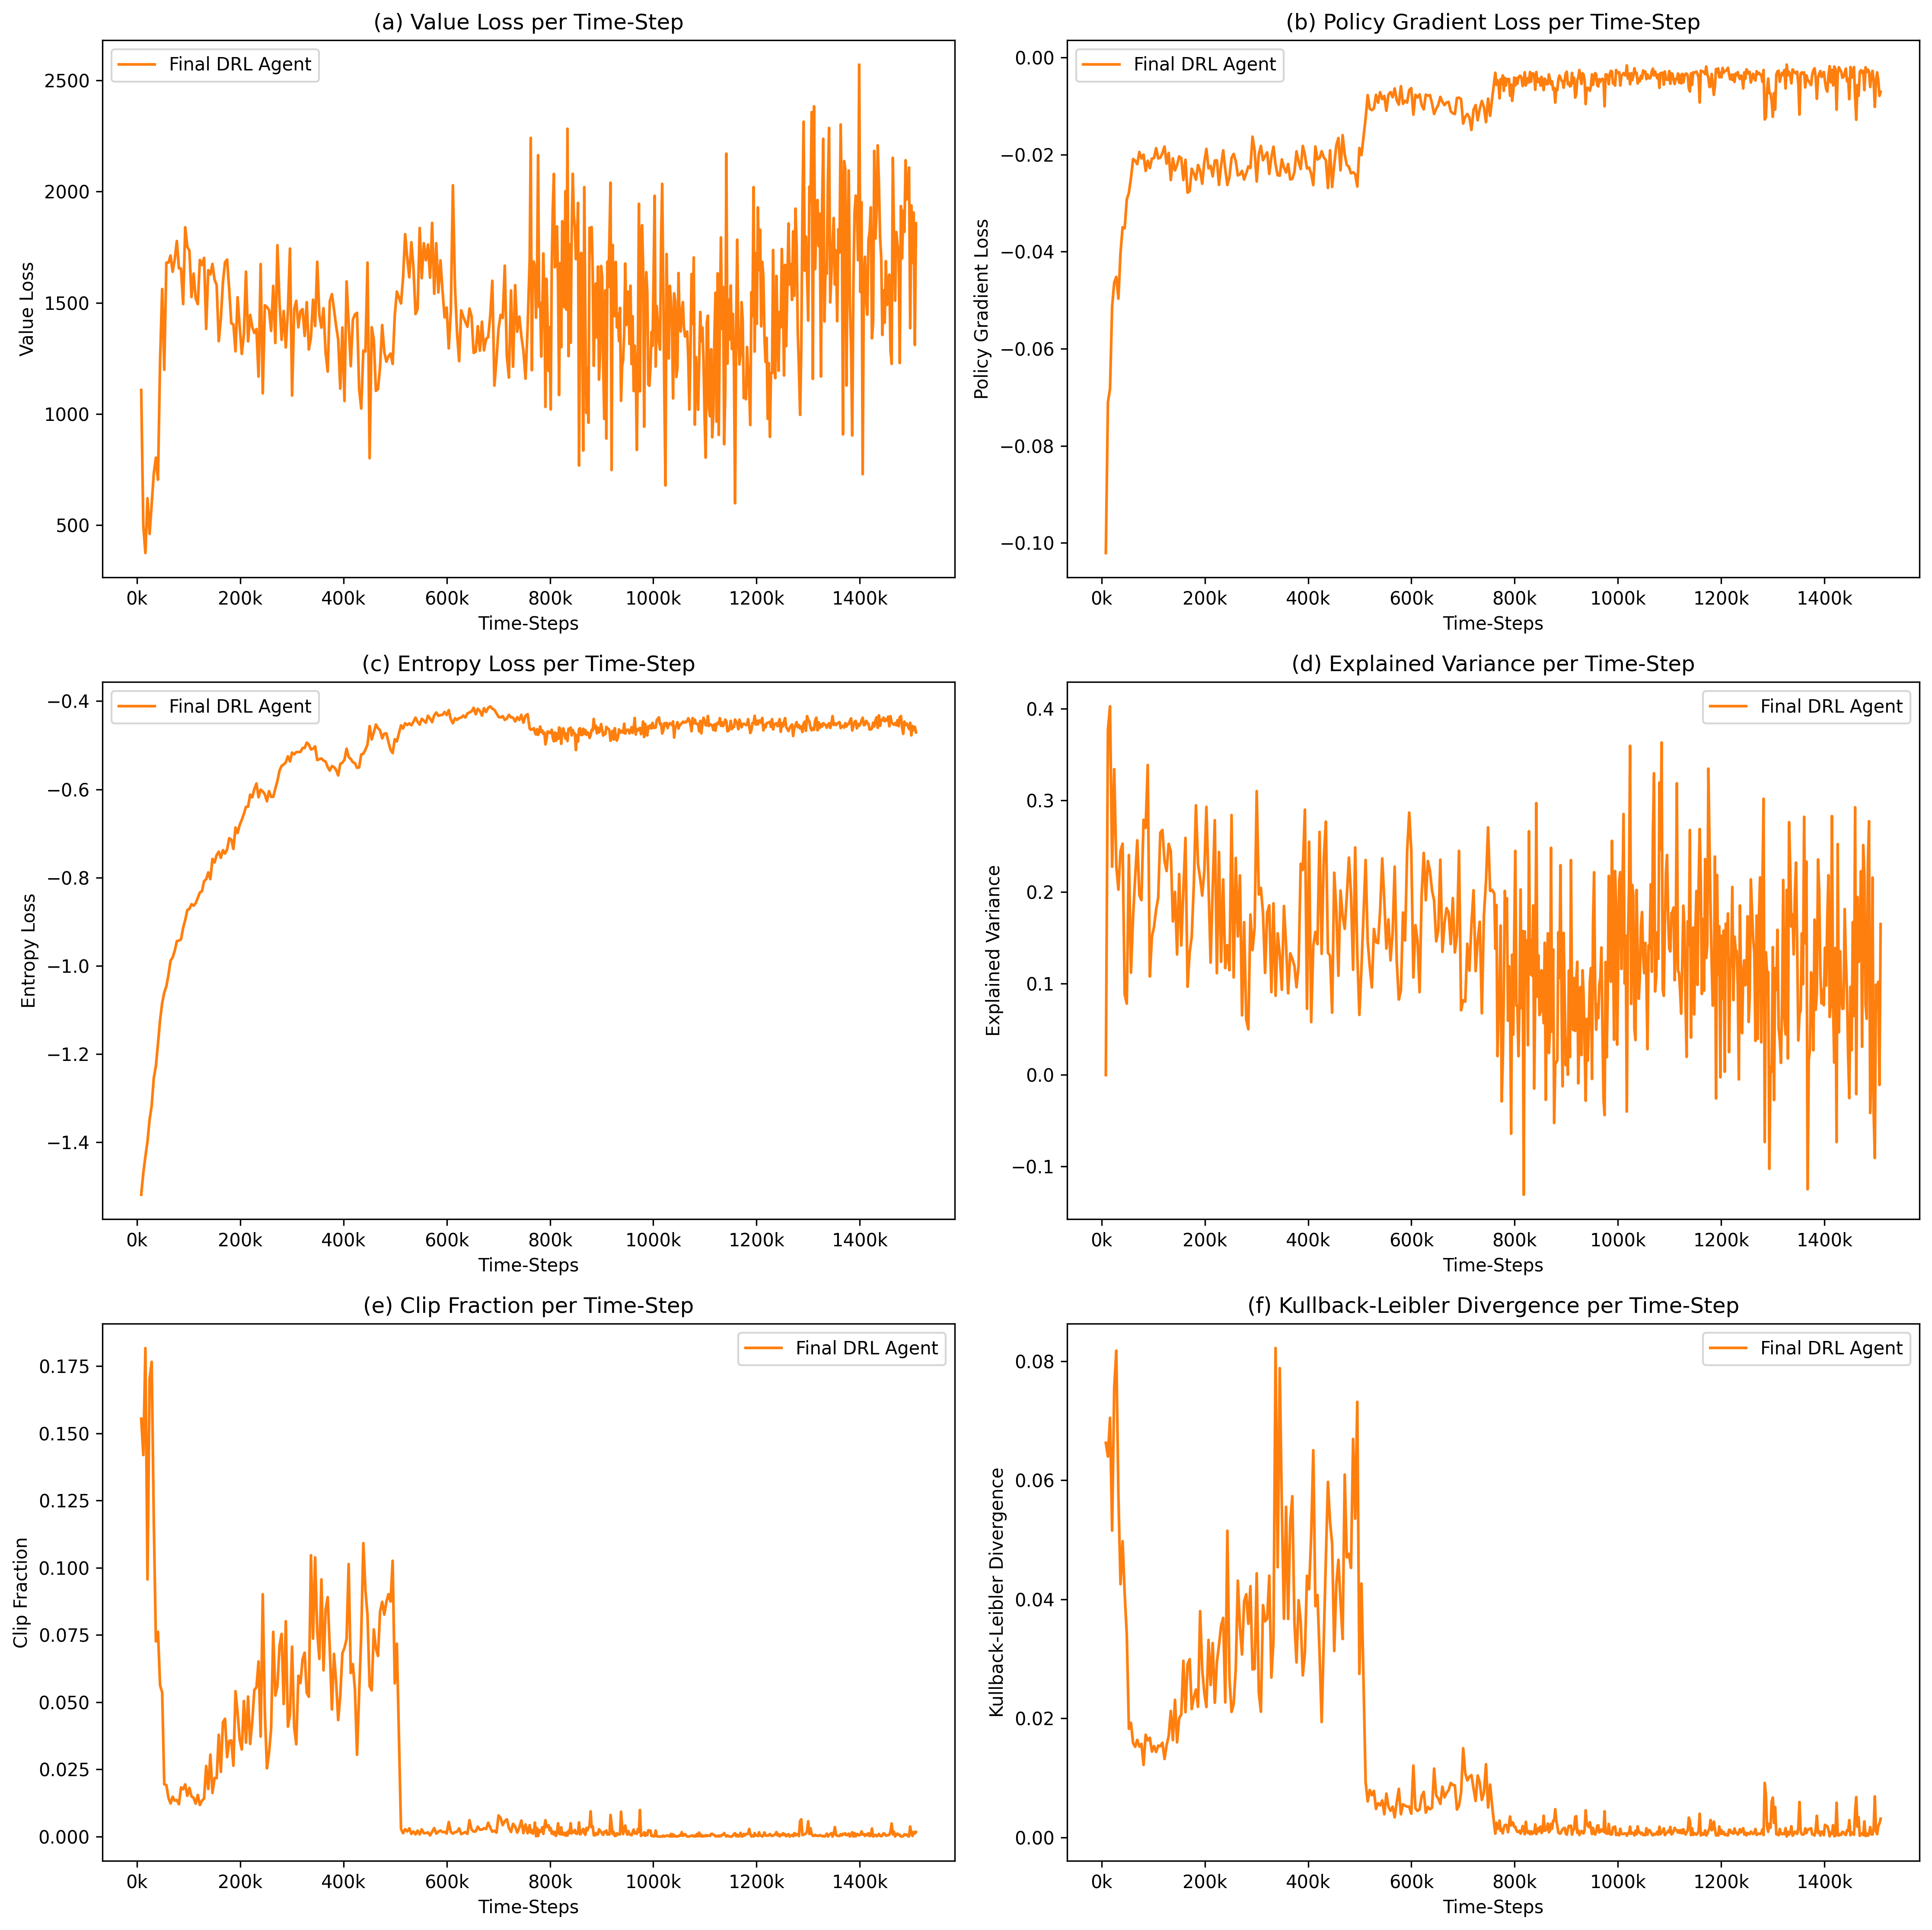 (a) Value Loss per Time-Step
Final DRL Agent
Value Loss
2500
2000
1500
1000
500
0k 200k 400k 600k 800k 1000k 1200k 1400k
Time-Steps
(b) Policy Gradient Loss per Time-Step
Final DRL Agent
Policy Gradient Loss
0.00
−0.02
−0.04
−0.06
−0.08
−0.10
0k 200k 400k 600k 800k 1000k 1200k 1400k
Time-Steps
(c) Entropy Loss per Time-Step
Final DRL Agent
Entropy Loss
−0.4
−0.6
−0.8
−1.0
−1.2
−1.4
0k 200k 400k 600k 800k 1000k 1200k 1400k
Time-Steps
(d) Explained Variance per Time-Step
Final DRL Agent
Explained Variance
0.4
0.3
0.2
0.1
0.0
−0.1
0k 200k 400k 600k 800k 1000k 1200k 1400k
Time-Steps
(e) Clip Fraction per Time-Step
Final DRL Agent
Clip Fraction
0.175
0.150
0.125
0.100
0.075
0.050
0.025
0.000
0k 200k 400k 600k 800k 1000k 1200k 1400k
Time-Steps
(f) Kullback-Leibler Divergence per Time-Step
Final DRL Agent
Kullback-Leibler Divergence
0.08
0.06
0.04
0.02
0.00
0k 200k 400k 600k 800k 1000k 1200k 1400k
Time-Steps